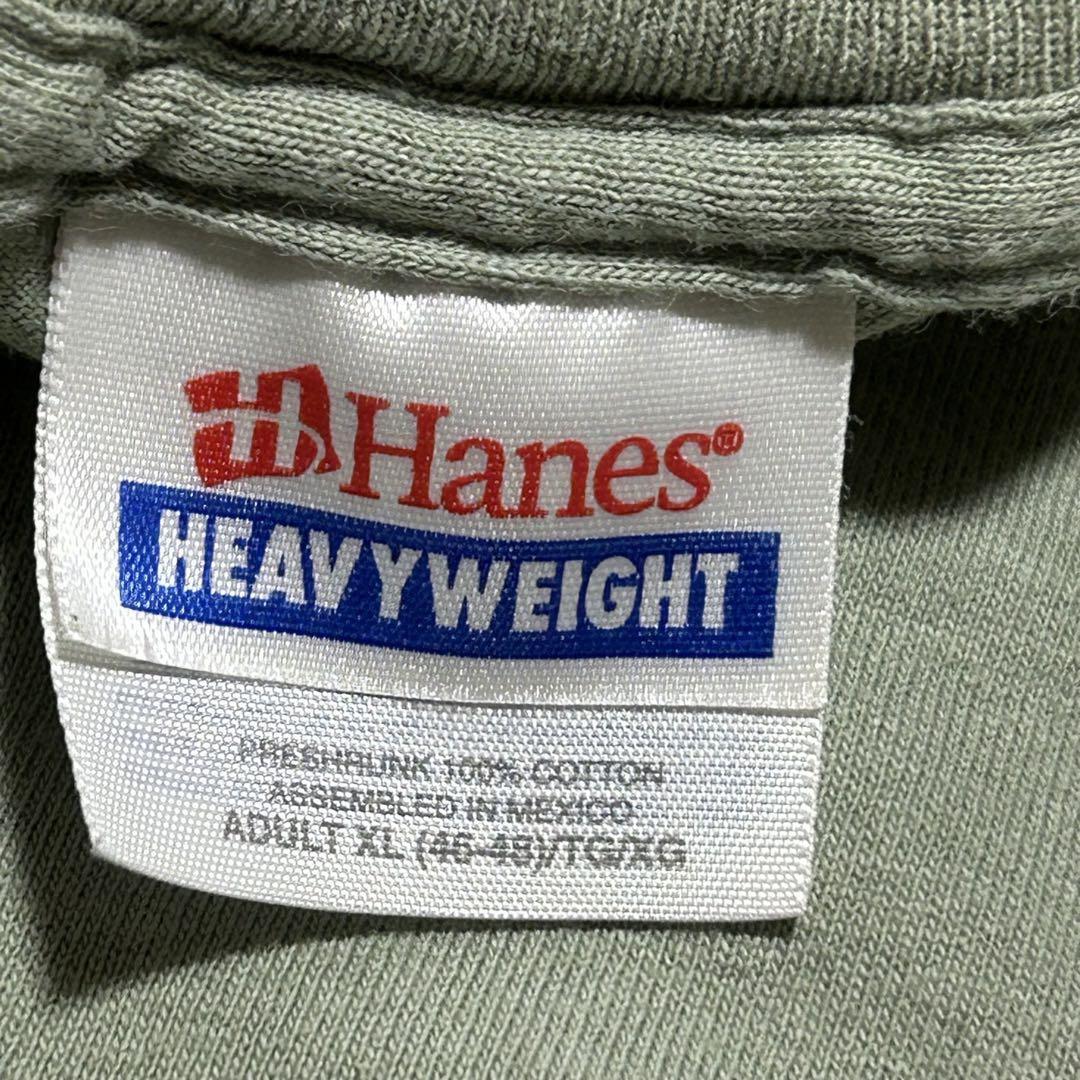 H Hanes®
HEAVYWEIGHT
PRESHRUNK 100% COTTON
ASSEMBLED IN MEXICO
ADULT XL (46-48)/TG/XG